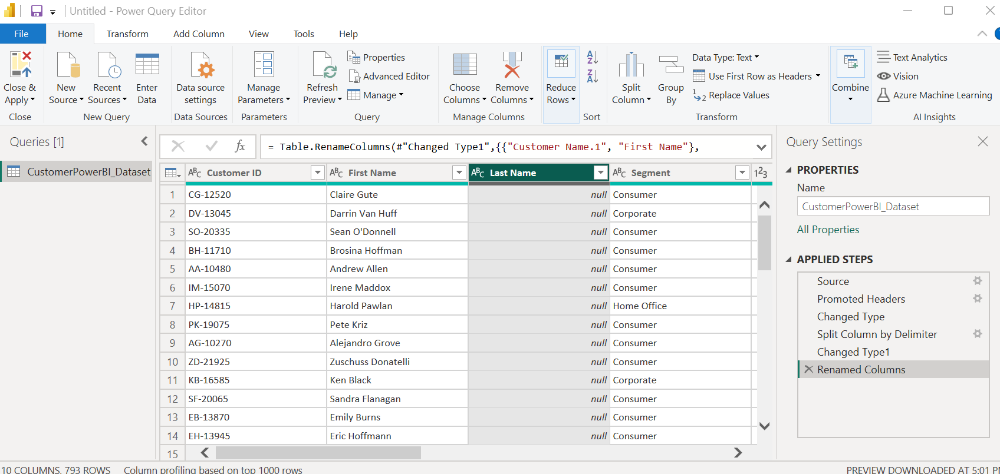 Untitled - Power Query Editor
File Home Transform Add Column View Tools Help
Close & Apply
New Source
Recent Sources
Enter Data
Data source settings
Manage Parameters
Refresh Preview
Properties
Advanced Editor
Manage
Choose Columns
Remove Columns
Reduce Rows
Split Column
Group By
Data Type: Text
Use First Row as Headers
Replace Values
Combine
Text Analytics
Vision
Azure Machine Learning
Close New Query Data Sources Parameters Query Manage Columns Sort Transform AI Insights
Queries [1]
CustomerPowerBI_Dataset
fx = Table.RenameColumns(#"Changed Type1",{{"Customer Name.1", "First Name"},
ABC Customer ID ABC First Name ABC Last Name ABC Segment 123
1 CG-12520 Claire Gute null Consumer
2 DV-13045 Darrin Van Huff null Corporate
3 SO-20335 Sean O'Donnell null Consumer
4 BH-11710 Brosina Hoffman null Consumer
5 AA-10480 Andrew Allen null Consumer
6 IM-15070 Irene Maddox null Consumer
7 HP-14815 Harold Pawlan null Home Office
8 PK-19075 Pete Kriz null Consumer
9 AG-10270 Alejandro Grove null Consumer
10 ZD-21925 Zuschuss Donatelli null Consumer
11 KB-16585 Ken Black null Corporate
12 SF-20065 Sandra Flanagan null Consumer
13 EB-13870 Emily Burns null Consumer
14 EH-13945 Eric Hoffmann null Consumer
15
Query Settings
PROPERTIES
Name
CustomerPowerBI_Dataset
All Properties
APPLIED STEPS
Source
Promoted Headers
Changed Type
Split Column by Delimiter
Changed Type1
Renamed Columns
10 COLUMNS, 793 ROWS Column profiling based on top 1000 rows PREVIEW DOWNLOADED AT 5:01